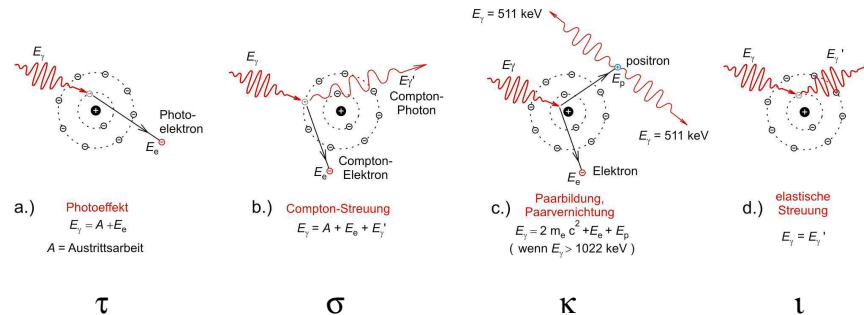 Eγ
Photo-
elektron
Ee
a.)
Photoeffekt
Eγ = A +Ee
A = Austrittsarbeit
τ
Eγ
Eγ'
Compton-
Photon
Compton-
Elektron
Ee
b.)
Compton-Streuung
Eγ = A + Ee + Eγ'
σ
Eγ = 511 keV
Eγ
positron
Ep
Eγ = 511 keV
Ee
Elektron
c.)
Paarbildung,
Paarvernichtung
Eγ = 2 me c² +Ee + Ep
( wenn Eγ > 1022 keV )
κ
Eγ
Eγ'
d.)
elastische
Streuung
Eγ = Eγ'
ι